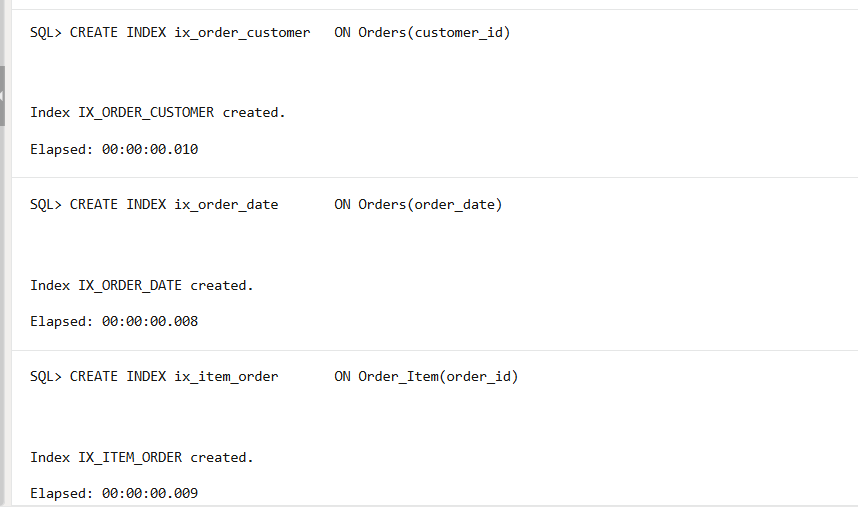 SQL> CREATE INDEX ix_order_customer   ON Orders(customer_id)
Index IX_ORDER_CUSTOMER created.
Elapsed: 00:00:00.010
SQL> CREATE INDEX ix_order_date       ON Orders(order_date)
Index IX_ORDER_DATE created.
Elapsed: 00:00:00.008
SQL> CREATE INDEX ix_item_order       ON Order_Item(order_id)
Index IX_ITEM_ORDER created.
Elapsed: 00:00:00.009